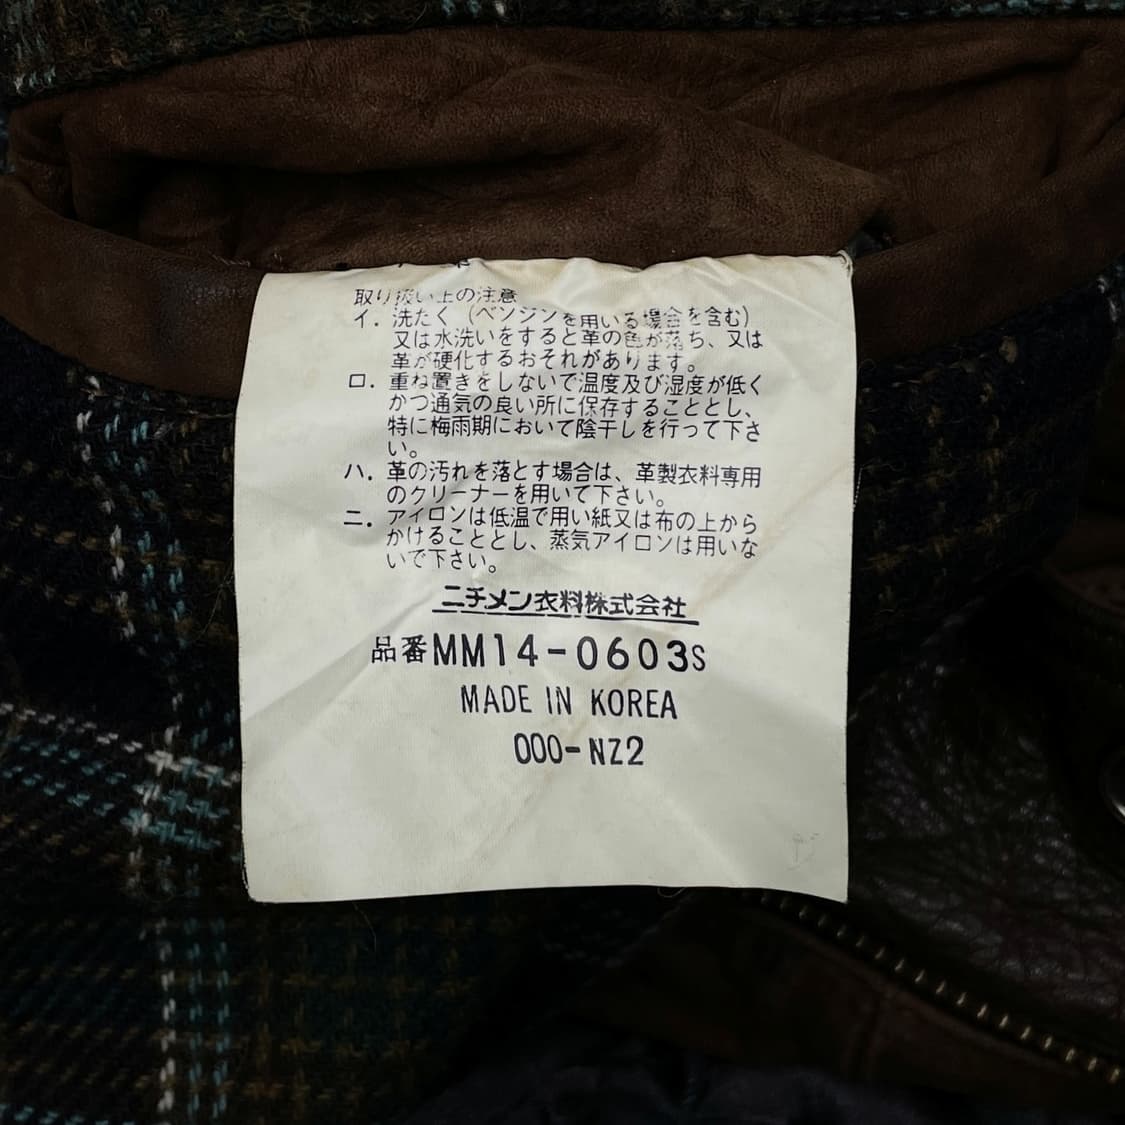 取り扱い上の注意
イ. 洗たく (ベンジンを用いる場合を含む)
又は水洗いをすると革の色が落ち、又は
革が硬化するおそれがあります。
ロ. 重ね置きをしないで温度及び湿度が低く
かつ通気の良い所に保存することとし、
特に梅雨期において陰干しを行って下さ
い。
ハ. 革の汚れを落とす場合は、革製衣料専用
のクリーナーを用いて下さい。
ニ. アイロンは低温で用い紙又は布の上から
かけることとし、蒸気アイロンは用いな
いで下さい。
ニチメン衣料株式会社
品番MM14-0603S
MADE IN KOREA
000-NZ2